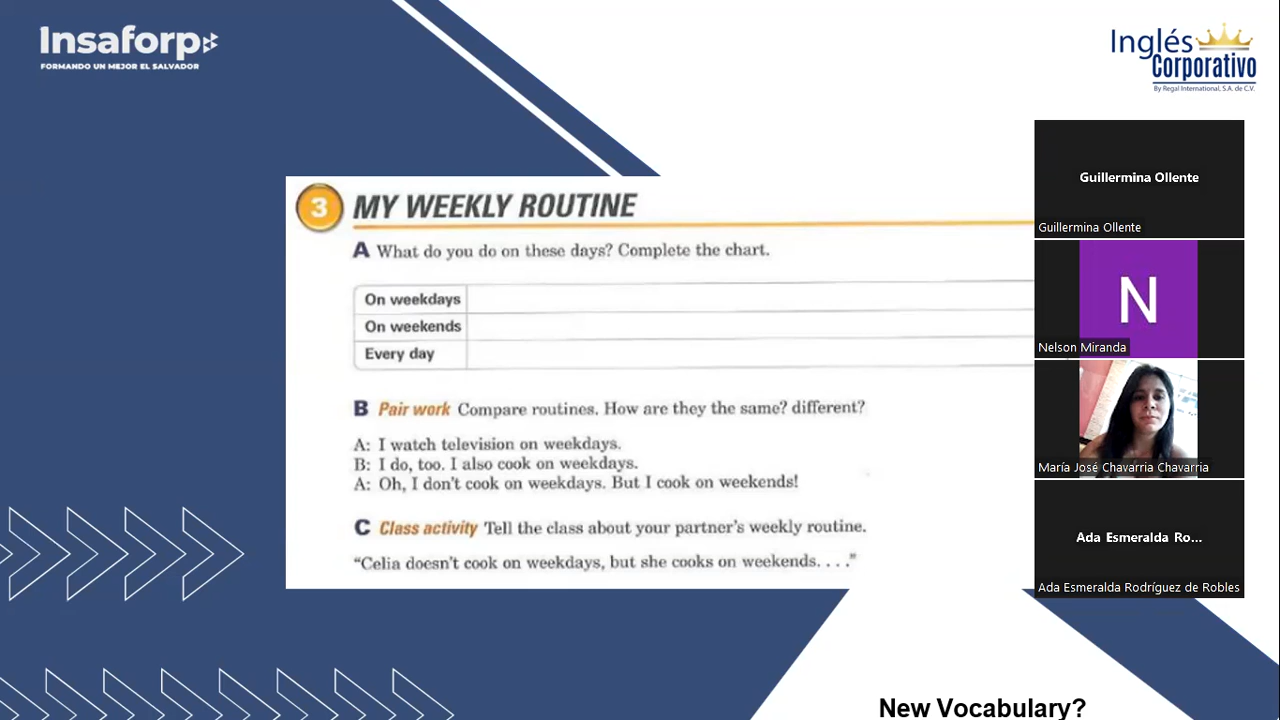 Insaforp
FORMANDO UN MEJOR EL SALVADOR
Inglés
Corporativo
By Regal International, S.A. de C.V.
3 MY WEEKLY ROUTINE
A What do you do on these days? Complete the chart.
On weekdays
On weekends
Every day
B Pair work Compare routines. How are they the same? different?
A: I watch television on weekdays.
B: I do, too. I also cook on weekdays.
A: Oh, I don't cook on weekdays. But I cook on weekends!
C Class activity Tell the class about your partner's weekly routine.
"Celia doesn't cook on weekdays, but she cooks on weekends. . . ."
Guillermina Ollente
Guillermina Ollente
N
Nelson Miranda
María José Chavarria Chavarria
Ada Esmeralda Ro...
Ada Esmeralda Rodríguez de Robles
New Vocabulary?